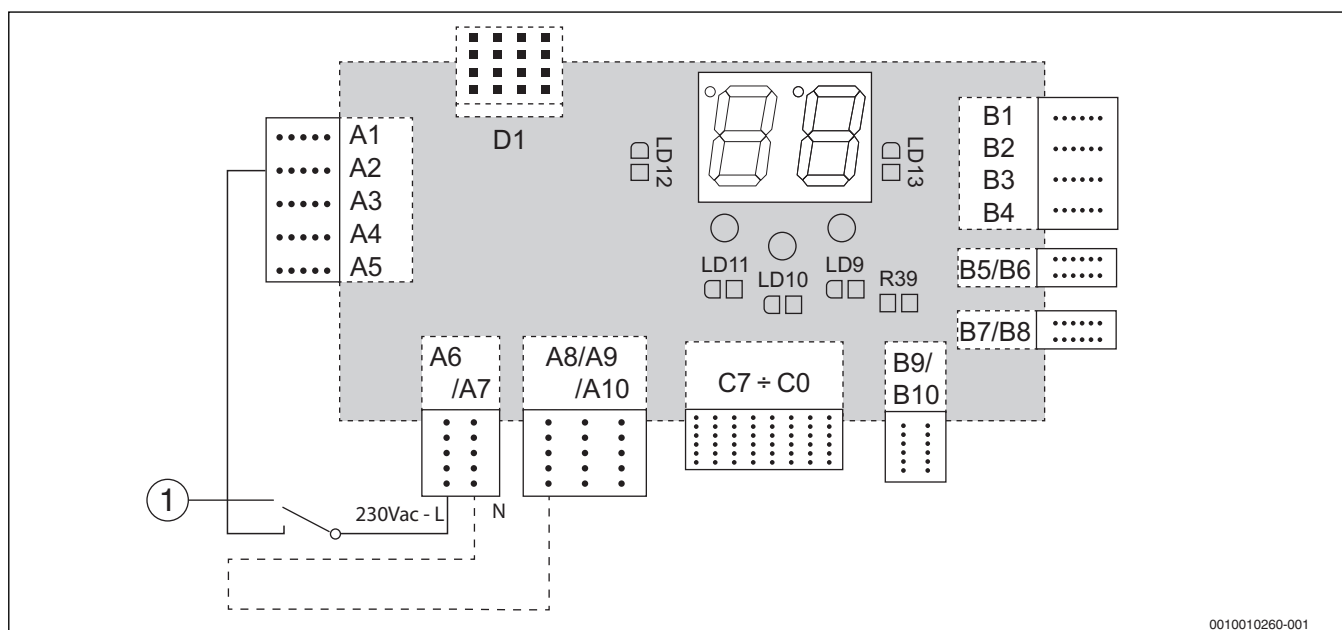 D1
A1
A2
A3
A4
A5
LD12
LD13
B1
B2
B3
B4
LD11
LD10
LD9
R39
B5/B6
B7/B8
A6
/A7
A8/A9
/A10
C7 ÷ C0
B9/
B10
1
230Vac - L
N
0010010260-001